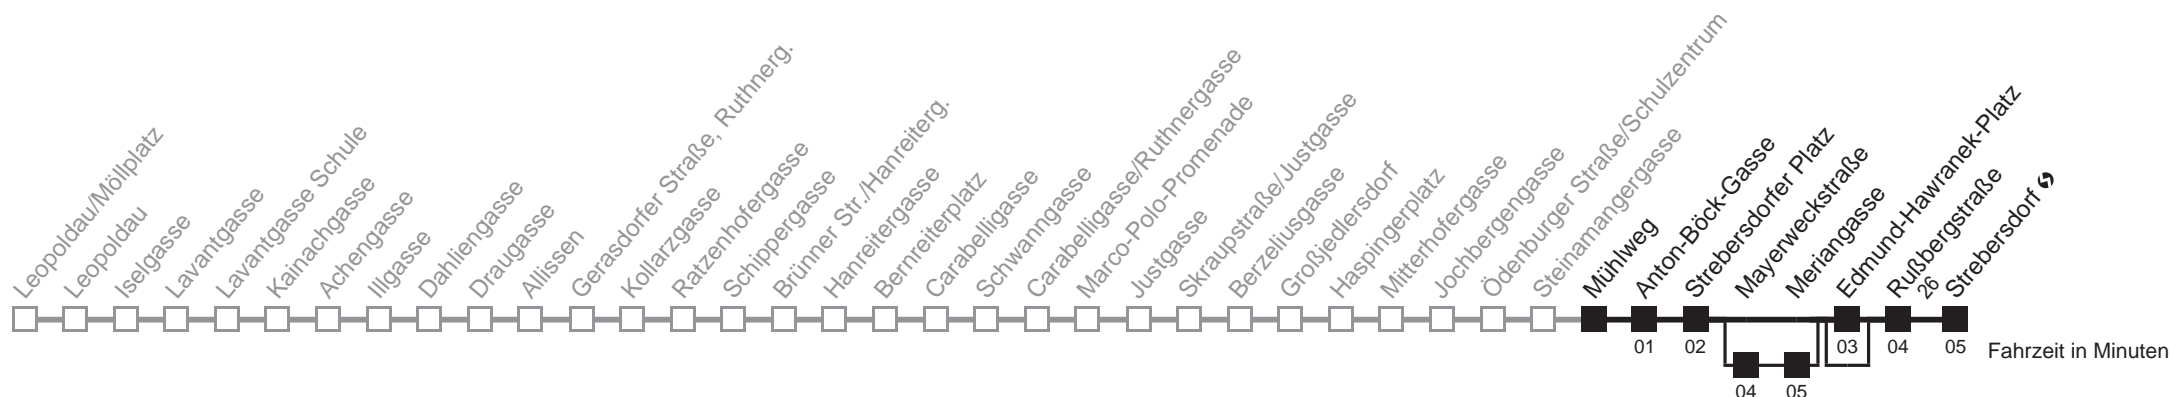 Leopoldau/Möllplatz
Leopoldau
Iselgasse
Lavantgasse
Lavantgasse Schule
Kainachgasse
Achengasse
Illgasse
Dahliengasse
Draugasse
Allissen
Gerasdorfer Straße, Ruthnerg.
Kollarzgasse
Ratzenhofergasse
Schippergasse
Brünner Str./Hanreiterg.
Hanreitergasse
Bernreiterplatz
Carabelligasse
Schwanngasse
Carabelligasse/Ruthnergasse
Marco-Polo-Promenade
Justgasse
Skraupstraße/Justgasse
Berzeliusgasse
Großjedlersdorf
Haspingerplatz
Mitterhofergasse
Jochbergengasse
Ödenburger Straße/Schulzentrum
Steinamangergasse
Mühlweg
Anton-Böck-Gasse
Strebersdorfer Platz
Mayerweckstraße
Meriangasse
Edmund-Hawranek-Platz
Rußbergstraße
26
Strebersdorf
01 02 03 04 05
Fahrzeit in Minuten
04 05